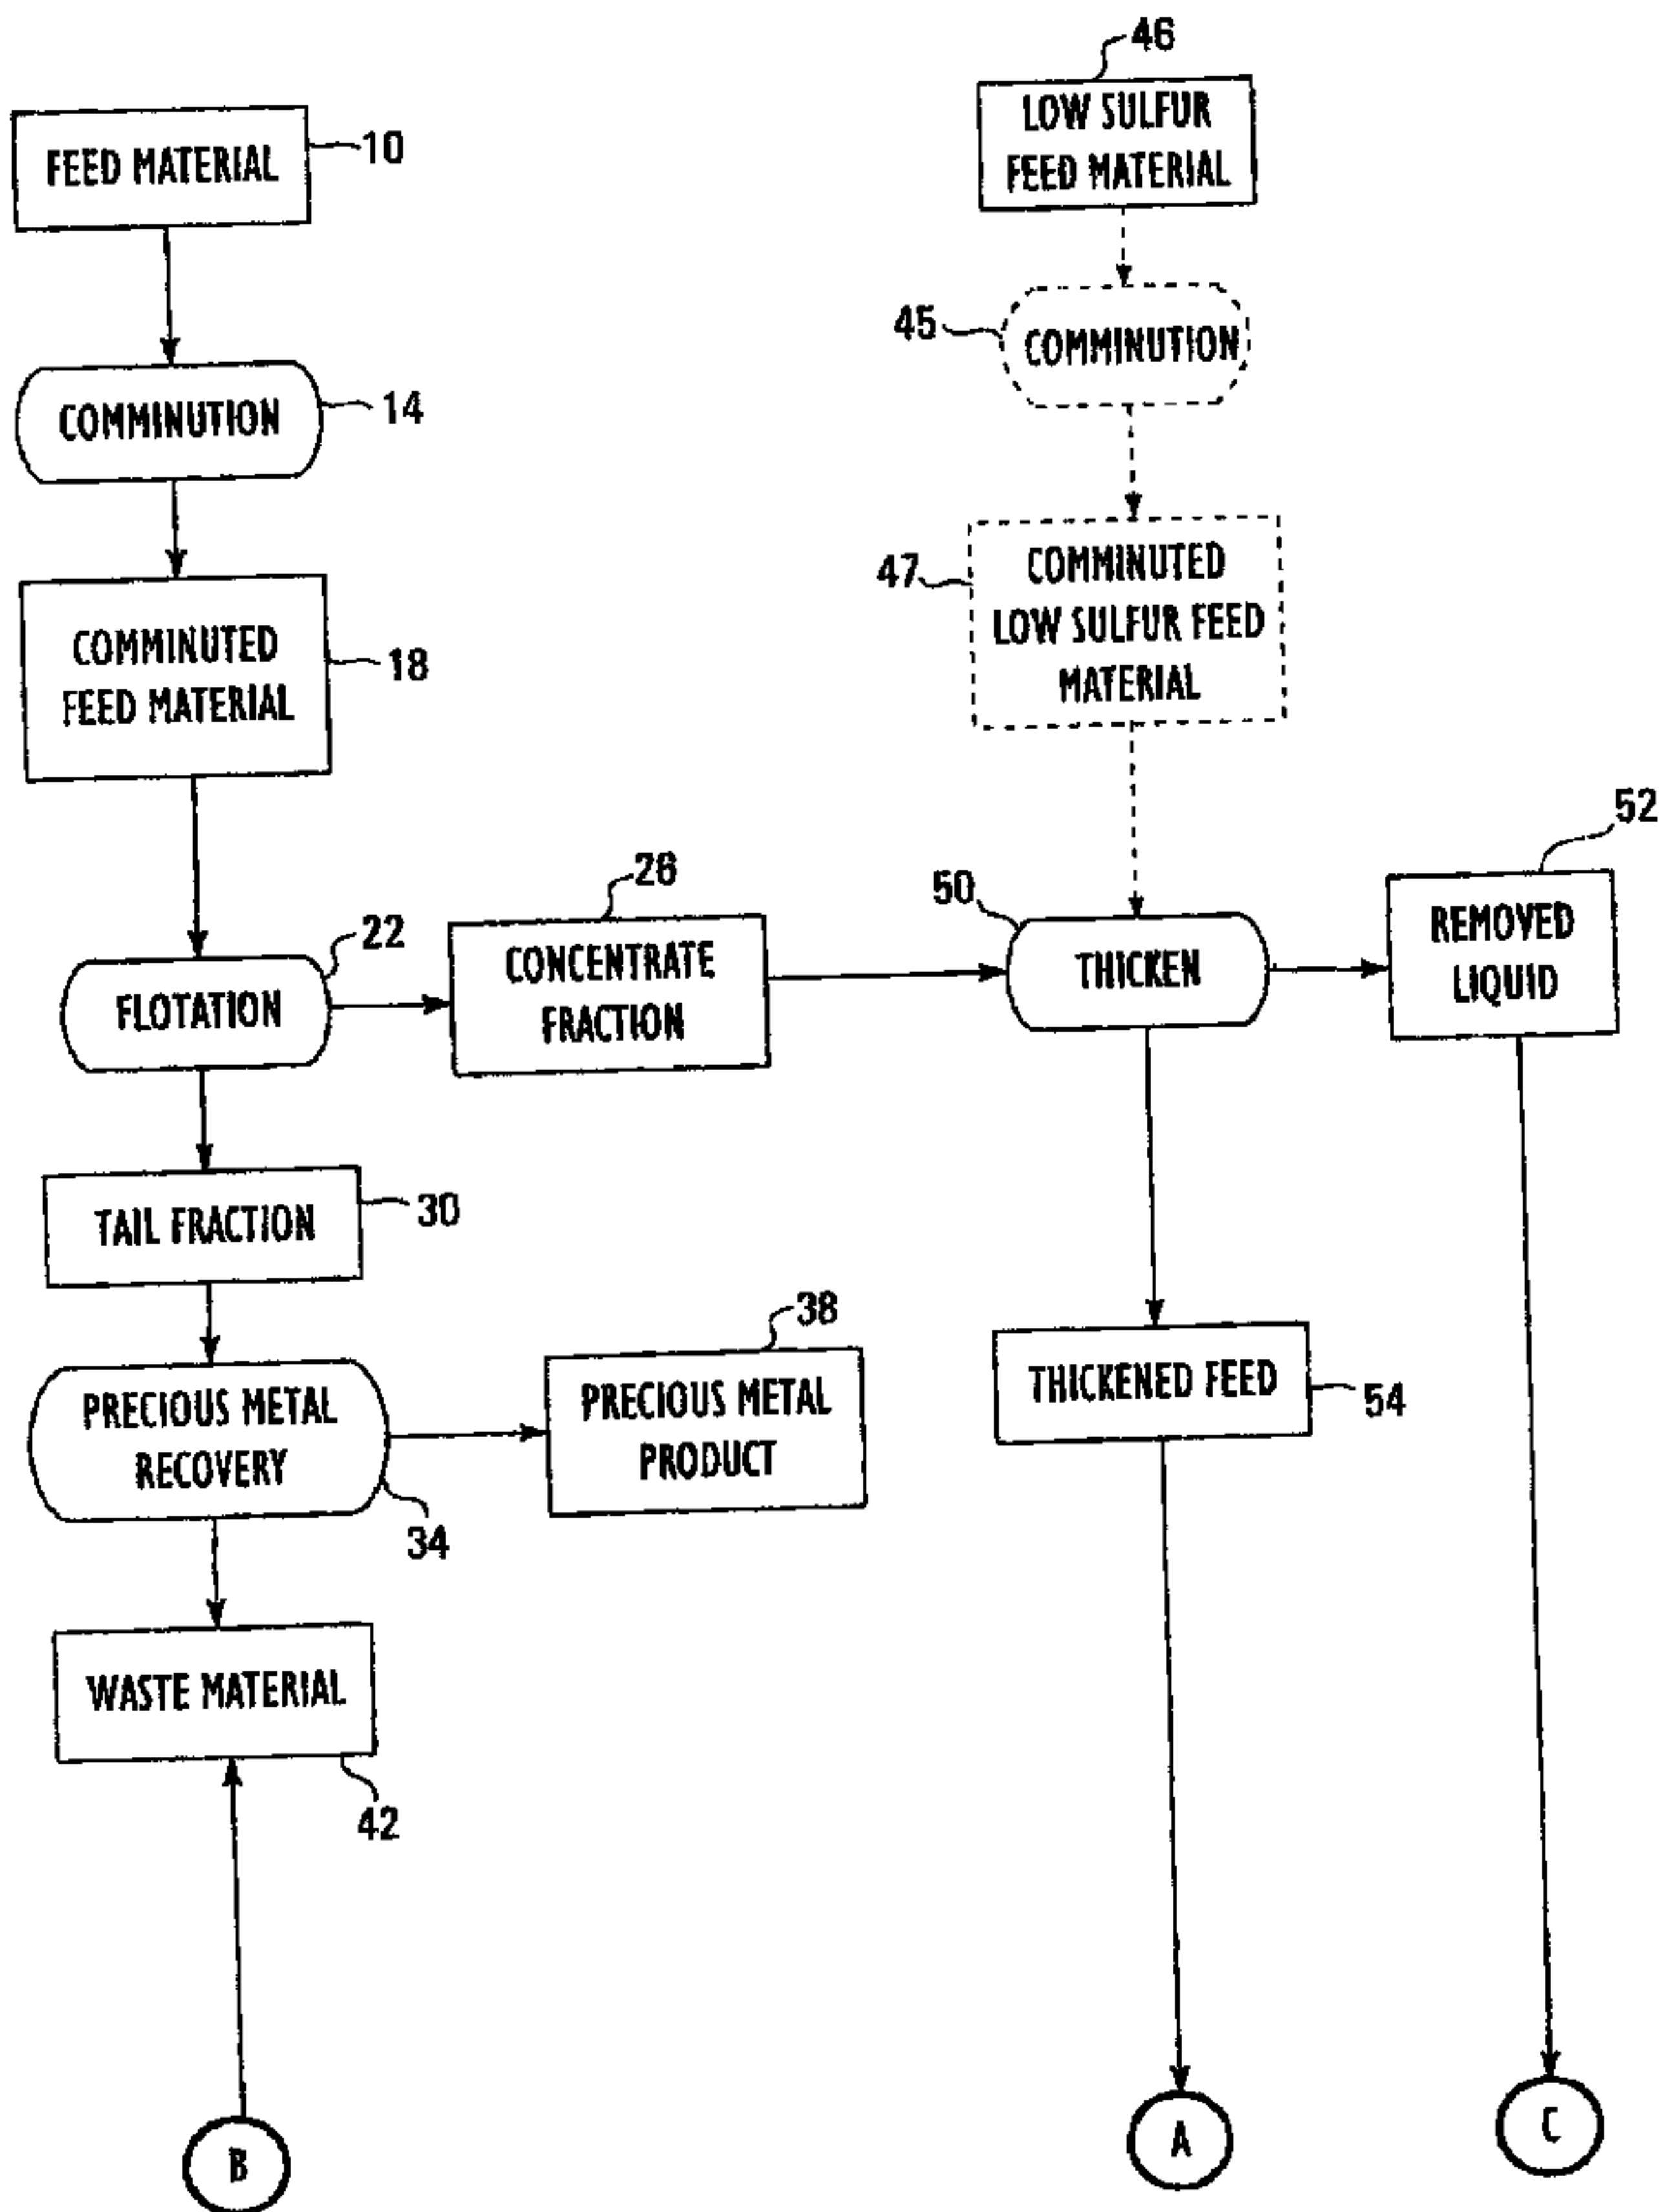 46
LOW SULFUR
FEED MATERIAL
FEED MATERIAL
10
45
COMMINUTION
COMMINUTION
14
47
COMMINUTED
LOW SULFUR FEED
MATERIAL
COMMINUTED
FEED MATERIAL
18
52
26
50
22
CONCENTRATE
FRACTION
THICKEN
REMOVED
LIQUID
FLOTATION
TAIL FRACTION
30
38
PRECIOUS METAL
RECOVERY
PRECIOUS METAL
PRODUCT
THICKENED FEED
54
34
WASTE MATERIAL
42
B
A
C